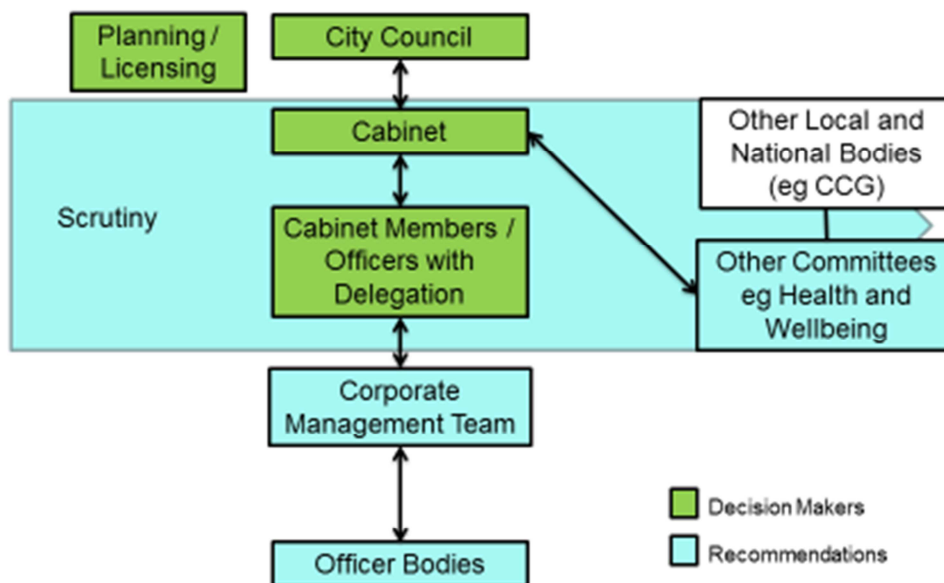 Planning /
Licensing
City Council
Cabinet
Other Local and
National Bodies
(eg CCG)
Scrutiny
Cabinet Members /
Officers with
Delegation
Other Committees
eg Health and
Wellbeing
Corporate
Management Team
Decision Makers
Recommendations
Officer Bodies